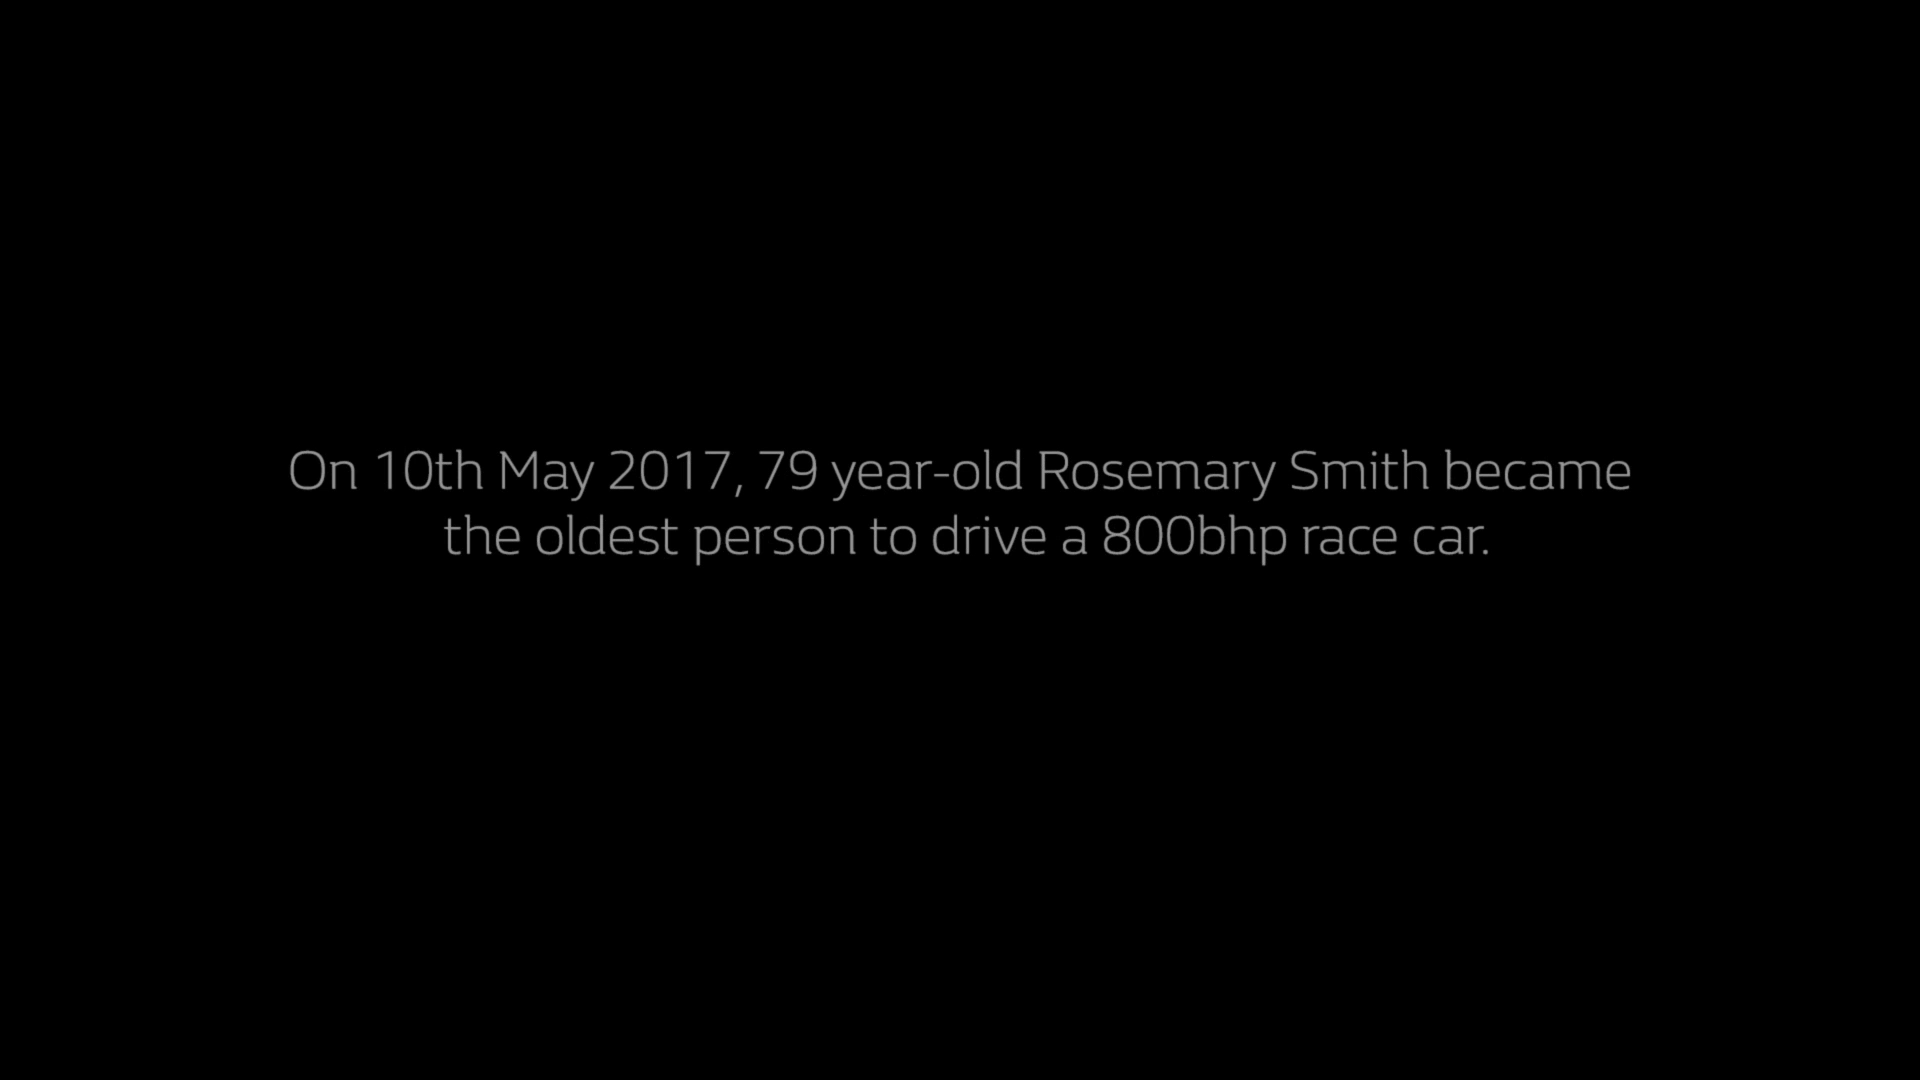 On 10th May 2017, 79 year-old Rosemary Smith became
the oldest person to drive a 800bhp race car.